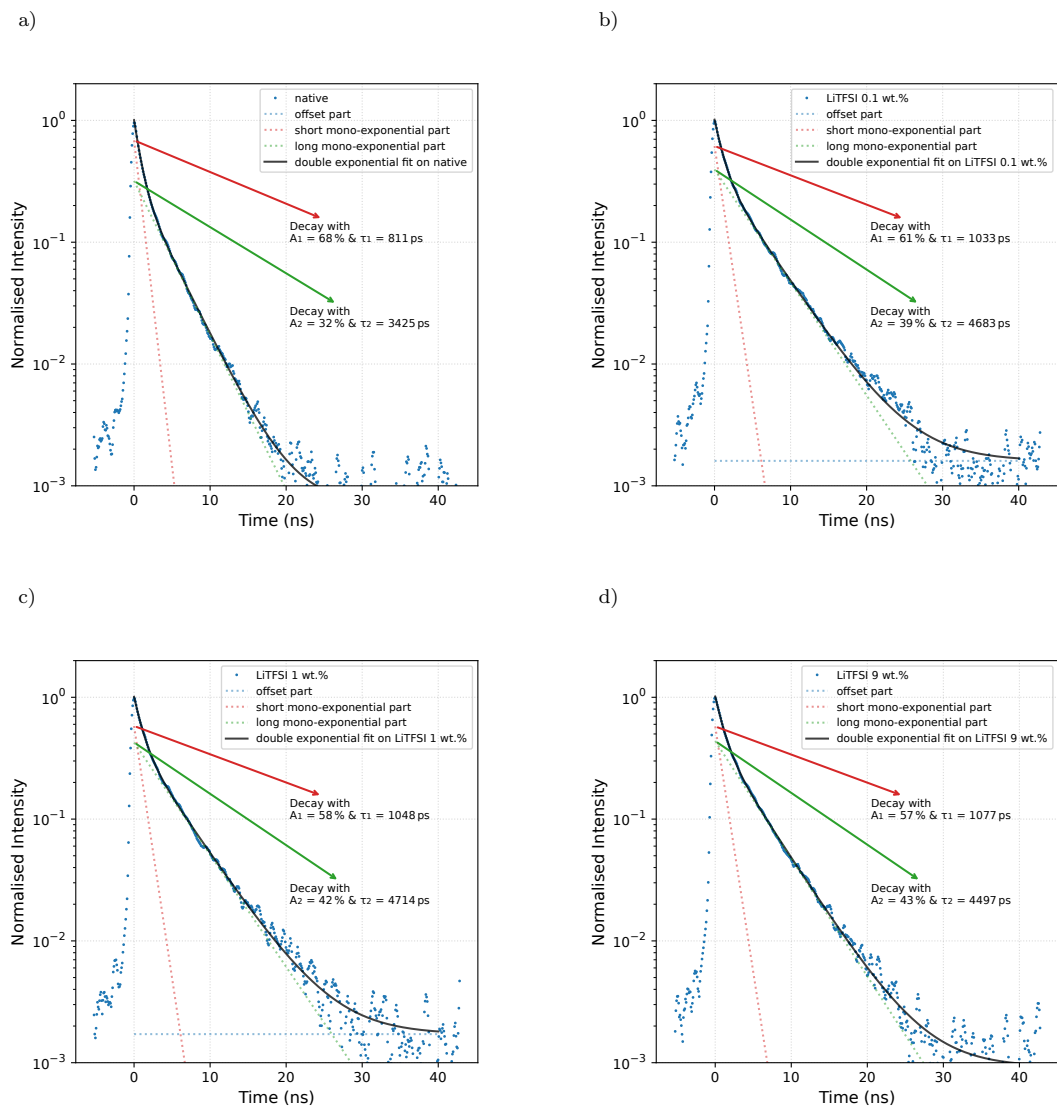 a)
native
offset part
short mono-exponential part
long mono-exponential part
double exponential fit on native
Decay with
A₁ = 68 % & τ₁ = 811 ps
Decay with
A₂ = 32 % & τ₂ = 3425 ps
10⁰
10⁻¹
10⁻²
10⁻³
Normalised Intensity
0 10 20 30 40
Time (ns)
b)
LiTFSI 0.1 wt.%
offset part
short mono-exponential part
long mono-exponential part
double exponential fit on LiTFSI 0.1 wt.%
Decay with
A₁ = 61 % & τ₁ = 1033 ps
Decay with
A₂ = 39 % & τ₂ = 4683 ps
10⁰
10⁻¹
10⁻²
10⁻³
Normalised Intensity
0 10 20 30 40
Time (ns)
c)
LiTFSI 1 wt.%
offset part
short mono-exponential part
long mono-exponential part
double exponential fit on LiTFSI 1 wt.%
Decay with
A₁ = 58 % & τ₁ = 1048 ps
Decay with
A₂ = 42 % & τ₂ = 4714 ps
10⁰
10⁻¹
10⁻²
10⁻³
Normalised Intensity
0 10 20 30 40
Time (ns)
d)
LiTFSI 9 wt.%
offset part
short mono-exponential part
long mono-exponential part
double exponential fit on LiTFSI 9 wt.%
Decay with
A₁ = 57 % & τ₁ = 1077 ps
Decay with
A₂ = 43 % & τ₂ = 4497 ps
10⁰
10⁻¹
10⁻²
10⁻³
Normalised Intensity
0 10 20 30 40
Time (ns)